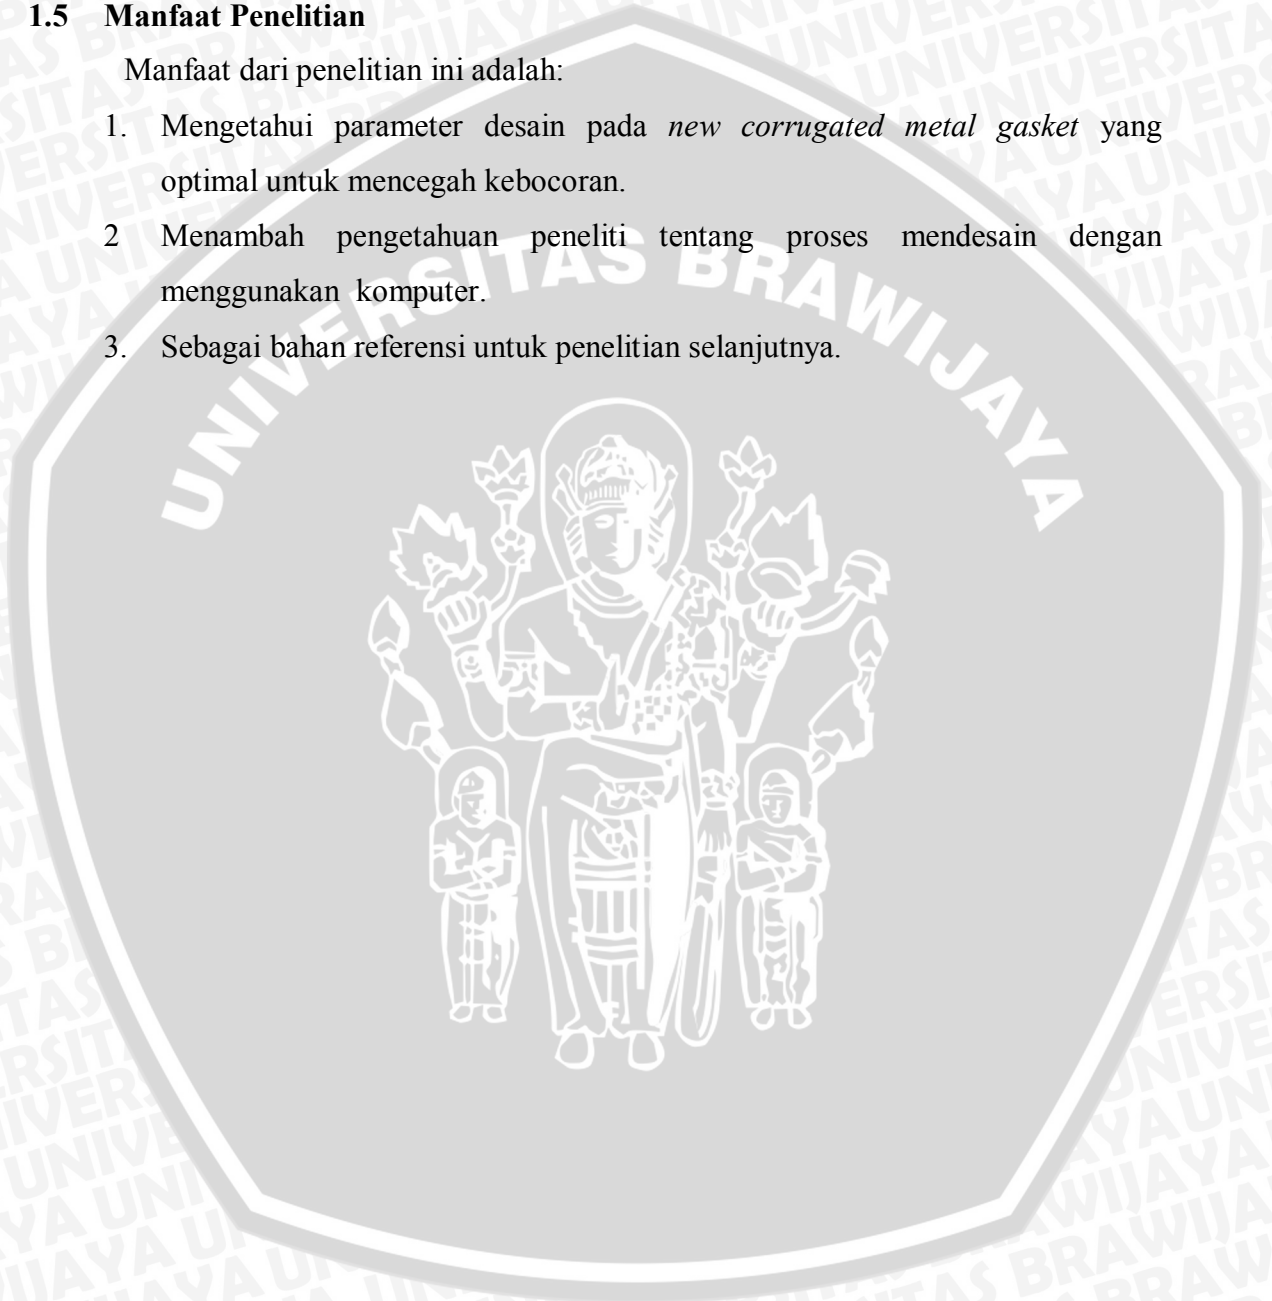 1.5 Manfaat Penelitian
Manfaat dari penelitian ini adalah:
1. Mengetahui parameter desain pada new corrugated metal gasket yang
optimal untuk mencegah kebocoran.
2 Menambah pengetahuan peneliti tentang proses mendesain dengan
menggunakan komputer.
3. Sebagai bahan referensi untuk penelitian selanjutnya.
UNIVERSITAS BRAWIJAYA